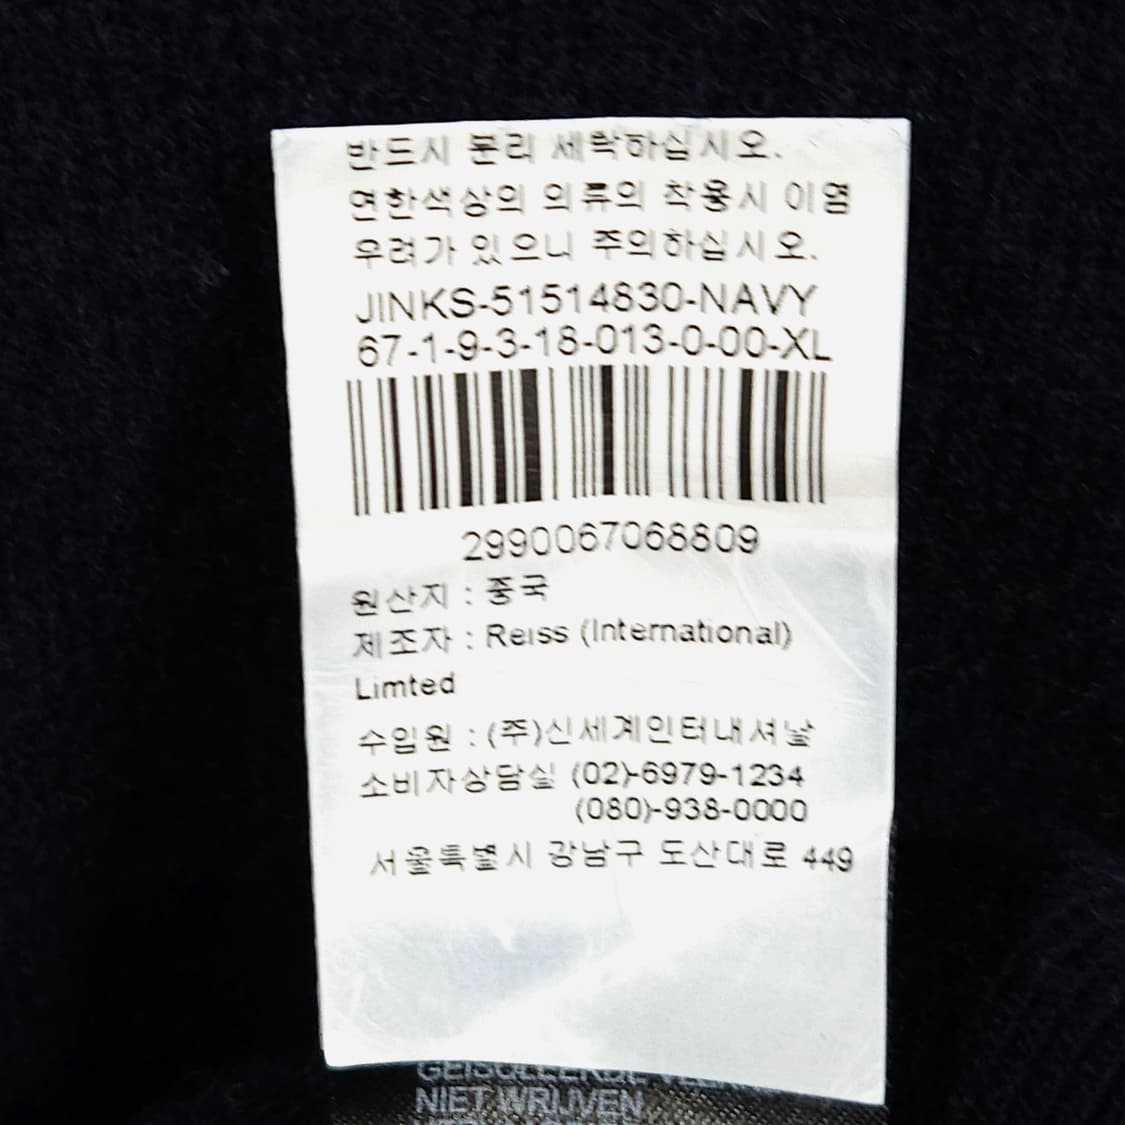 반드시 분리 세탁하십시오.
연한색상의 의류의 착용시 이염
우려가 있으니 주의하십시오.
JINKS-51514830-NAVY
67-1-9-3-18-013-0-00-XL
2990067068809
원산지 : 중국
제조자 : Reiss (International)
Limted
수입원 : (주)신세계인터내셔날
소비자상담실 (02)-6979-1234
(080)-938-0000
서울특별시 강남구 도산대로 449
NIET WRIJVEN